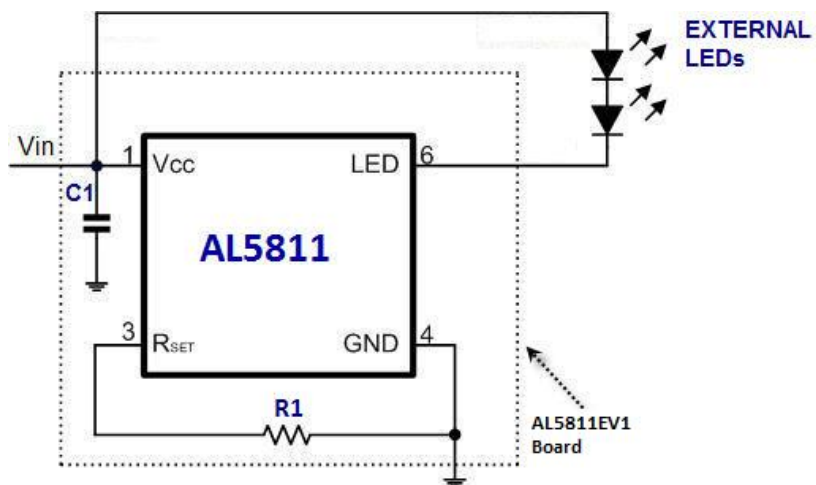 EXTERNAL
LEDs
Vin
1
Vcc
LED
6
C1
AL5811
3
RSET
GND
4
R1
AL5811EV1
Board